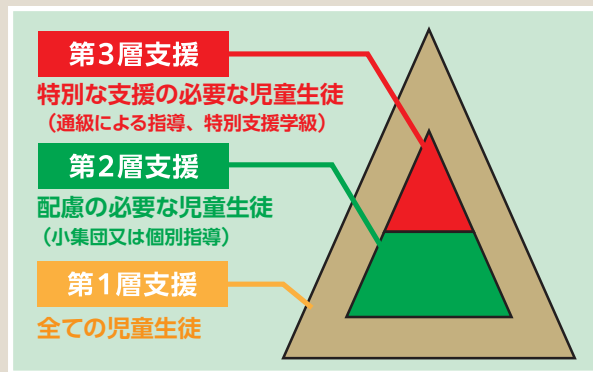 第3層支援
特別な支援の必要な児童生徒
（通級による指導、特別支援学級）
第2層支援
配慮の必要な児童生徒
（小集団又は個別指導）
第1層支援
全ての児童生徒